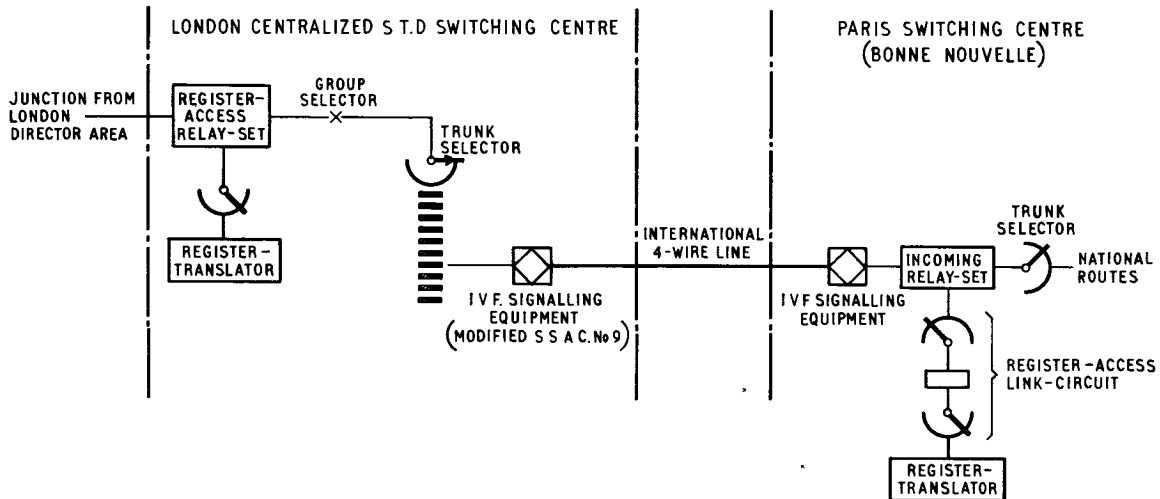 LONDON CENTRALIZED S T.D SWITCHING CENTRE
PARIS SWITCHING CENTRE
(BONNE NOUVELLE)
JUNCTION FROM
LONDON
DIRECTOR AREA
REGISTER-
ACCESS
RELAY-SET
GROUP
SELECTOR
TRUNK
SELECTOR
REGISTER-
TRANSLATOR
I V F. SIGNALLING
EQUIPMENT
(MODIFIED S S A C. No 9)
INTERNATIONAL
4-WIRE LINE
I V F SIGNALLING
EQUIPMENT
INCOMING
RELAY-SET
TRUNK
SELECTOR
NATIONAL
ROUTES
REGISTER-ACCESS
LINK-CIRCUIT
REGISTER-
TRANSLATOR